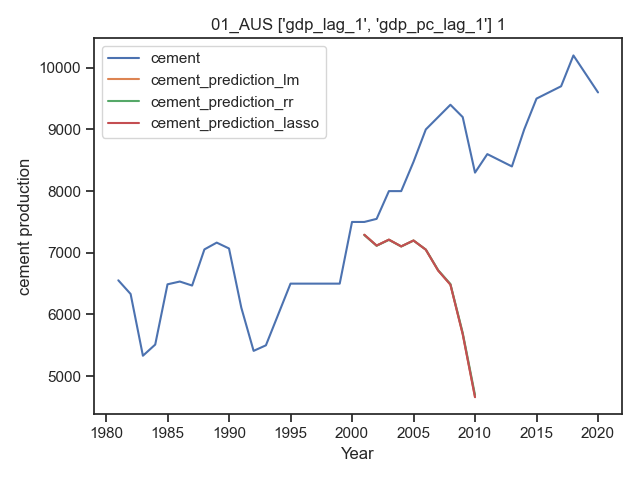 01_AUS ['gdp_lag_1', 'gdp_pc_lag_1'] 1
cement
cement_prediction_lm
cement_prediction_rr
cement_prediction_lasso
cement production
10000
9000
8000
7000
6000
5000
1980 1985 1990 1995 2000 2005 2010 2015 2020
Year